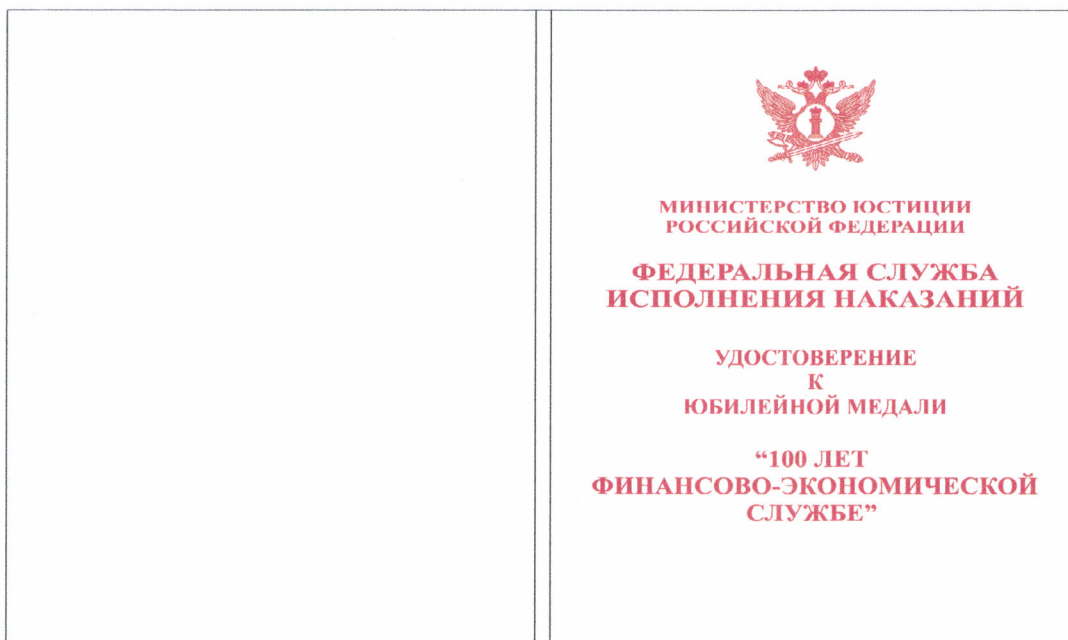 МИНИСТЕРСТВО ЮСТИЦИИ
РОССИЙСКОЙ ФЕДЕРАЦИИ
ФЕДЕРАЛЬНАЯ СЛУЖБА
ИСПОЛНЕНИЯ НАКАЗАНИЙ
УДОСТОВЕРЕНИЕ
К
ЮБИЛЕЙНОЙ МЕДАЛИ
“100 ЛЕТ
ФИНАНСОВО-ЭКОНОМИЧЕСКОЙ
СЛУЖБЕ”